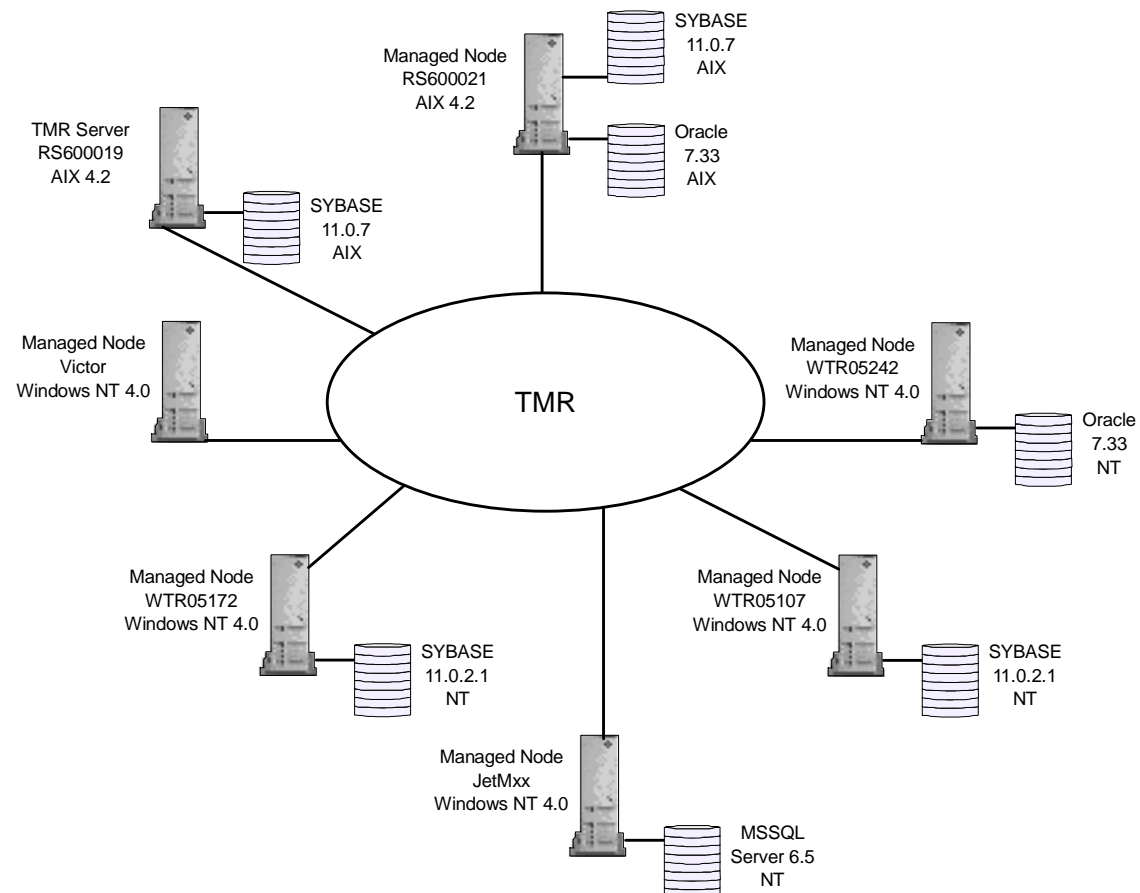 SYBASE
11.0.7
AIX
Managed Node
RS600021
AIX 4.2
Oracle
7.33
AIX
TMR Server
RS600019
AIX 4.2
SYBASE
11.0.7
AIX
Managed Node
Victor
Windows NT 4.0
TMR
Managed Node
WTR05242
Windows NT 4.0
Oracle
7.33
NT
Managed Node
WTR05172
Windows NT 4.0
SYBASE
11.0.2.1
NT
Managed Node
WTR05107
Windows NT 4.0
SYBASE
11.0.2.1
NT
Managed Node
JetMxx
Windows NT 4.0
MSSQL
Server 6.5
NT